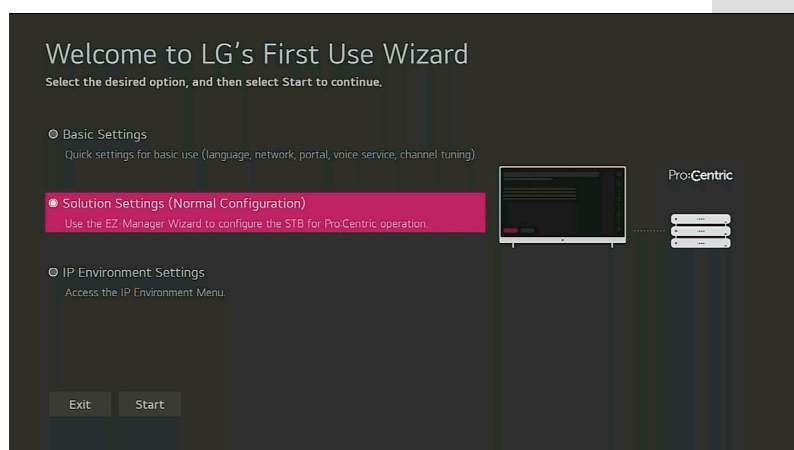 Welcome to LG's First Use Wizard
Select the desired option, and then select Start to continue.
Basic Settings
Quick settings for basic use (language, network, portal, voice service, channel tuning)
Solution Settings (Normal Configuration)
Use the EZ-Manager Wizard to configure the STB for Pro:Centric operation.
Pro:Centric
IP Environment Settings
Access the IP Environment Menu.
Exit Start